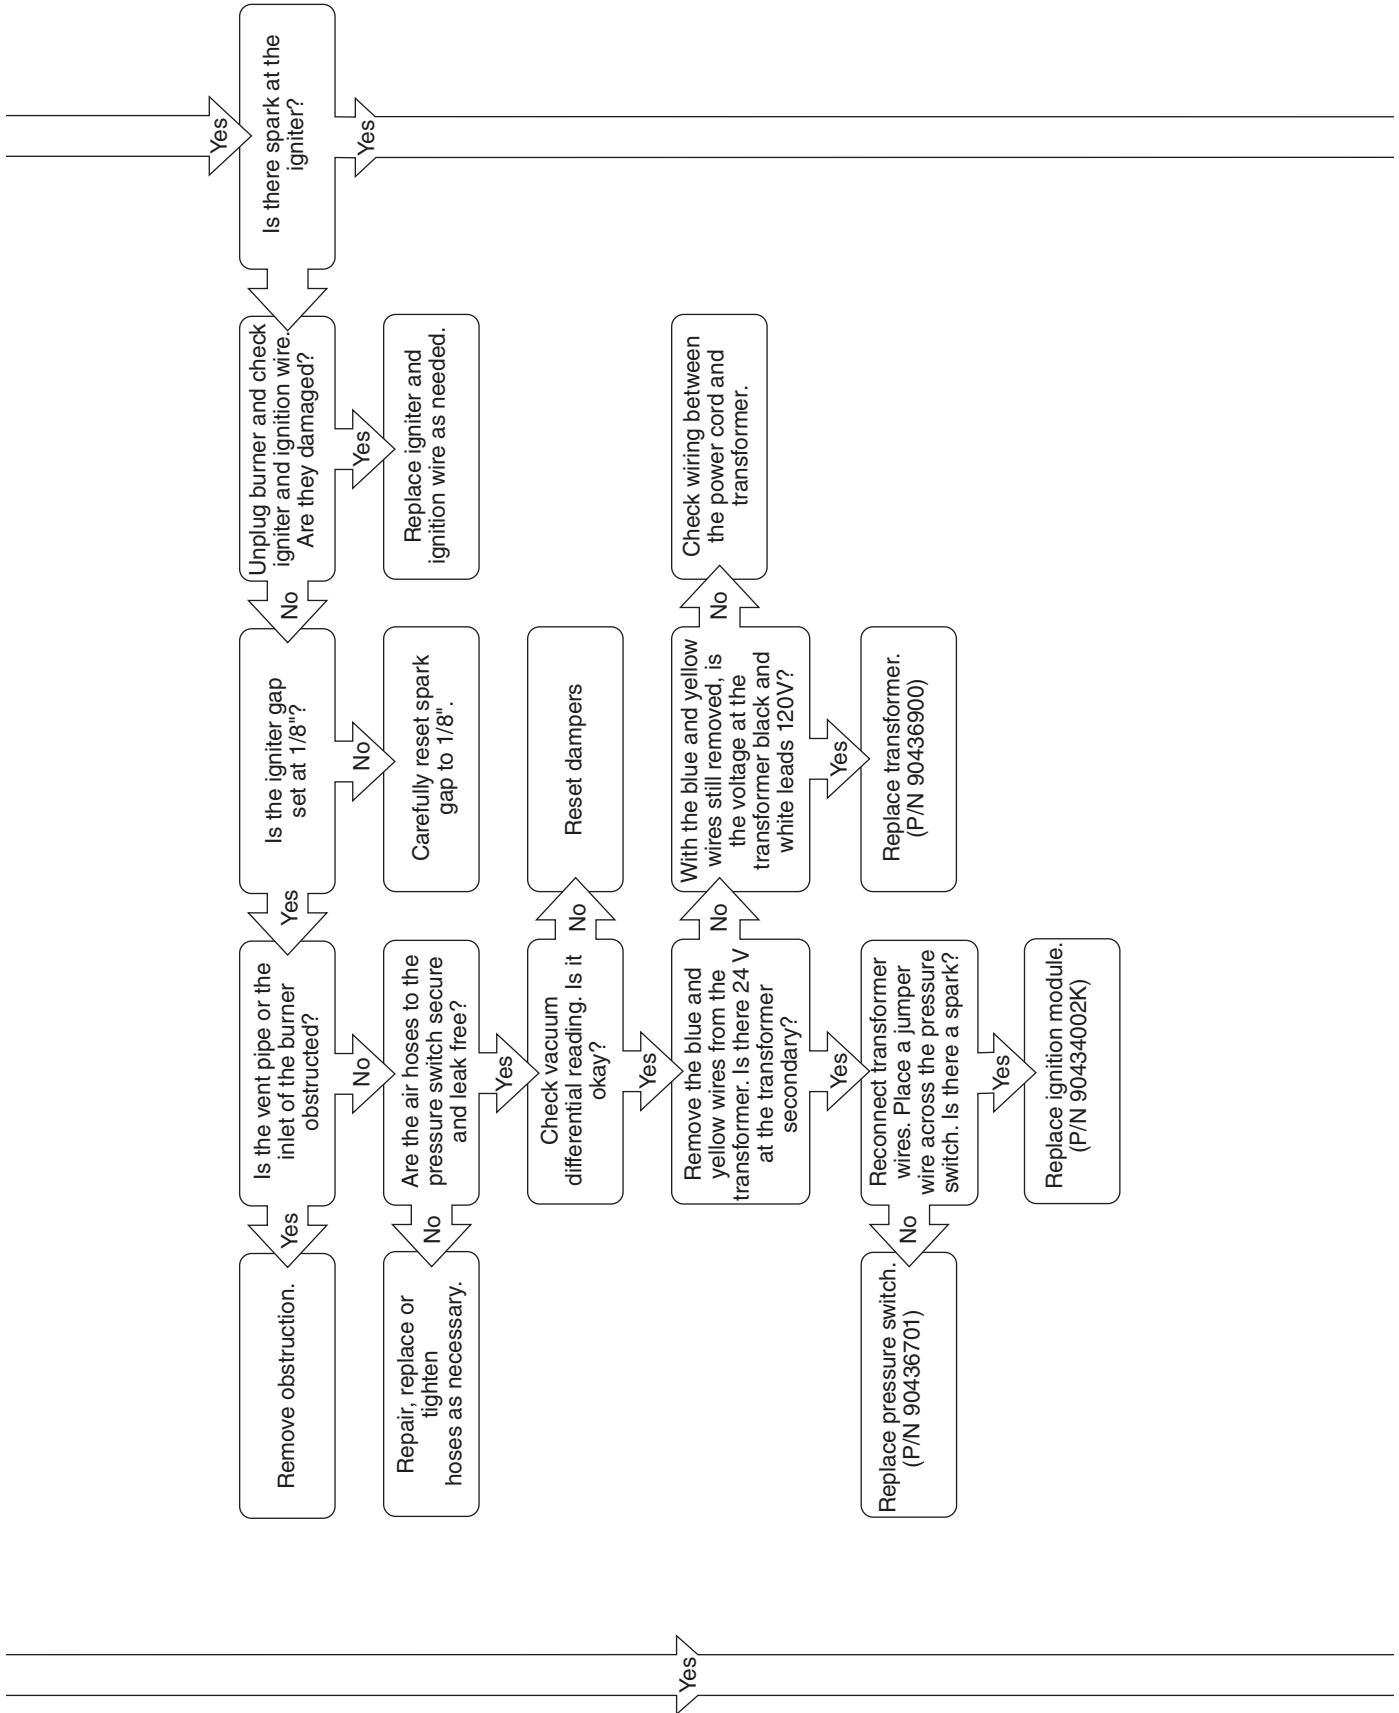 Yes
Is there spark at the
igniter?
Yes
Unplug burner and check
igniter and ignition wire.
Are they damaged?
Yes
Replace igniter and
ignition wire as needed.
No
Is the igniter gap
set at 1/8"?
No
Carefully reset spark
gap to 1/8".
Yes
Is the vent pipe or the
inlet of the burner
obstructed?
Yes
Remove obstruction.
No
Are the air hoses to the
pressure switch secure
and leak free?
No
Repair, replace or
tighten
hoses as necessary.
Yes
Check vacuum
differential reading. Is it
okay?
No
Reset dampers
Yes
Remove the blue and
yellow wires from the
transformer. Is there 24 V
at the transformer
secondary?
No
With the blue and yellow
wires still removed, is
the voltage at the
transformer black and
white leads 120V?
No
Check wiring between
the power cord and
transformer.
Yes
Replace transformer.
(P/N 90436900)
Yes
Reconnect transformer
wires. Place a jumper
wire across the pressure
switch. Is there a spark?
No
Replace pressure switch.
(P/N 90436701)
Yes
Replace ignition module.
(P/N 90434002K)
Yes